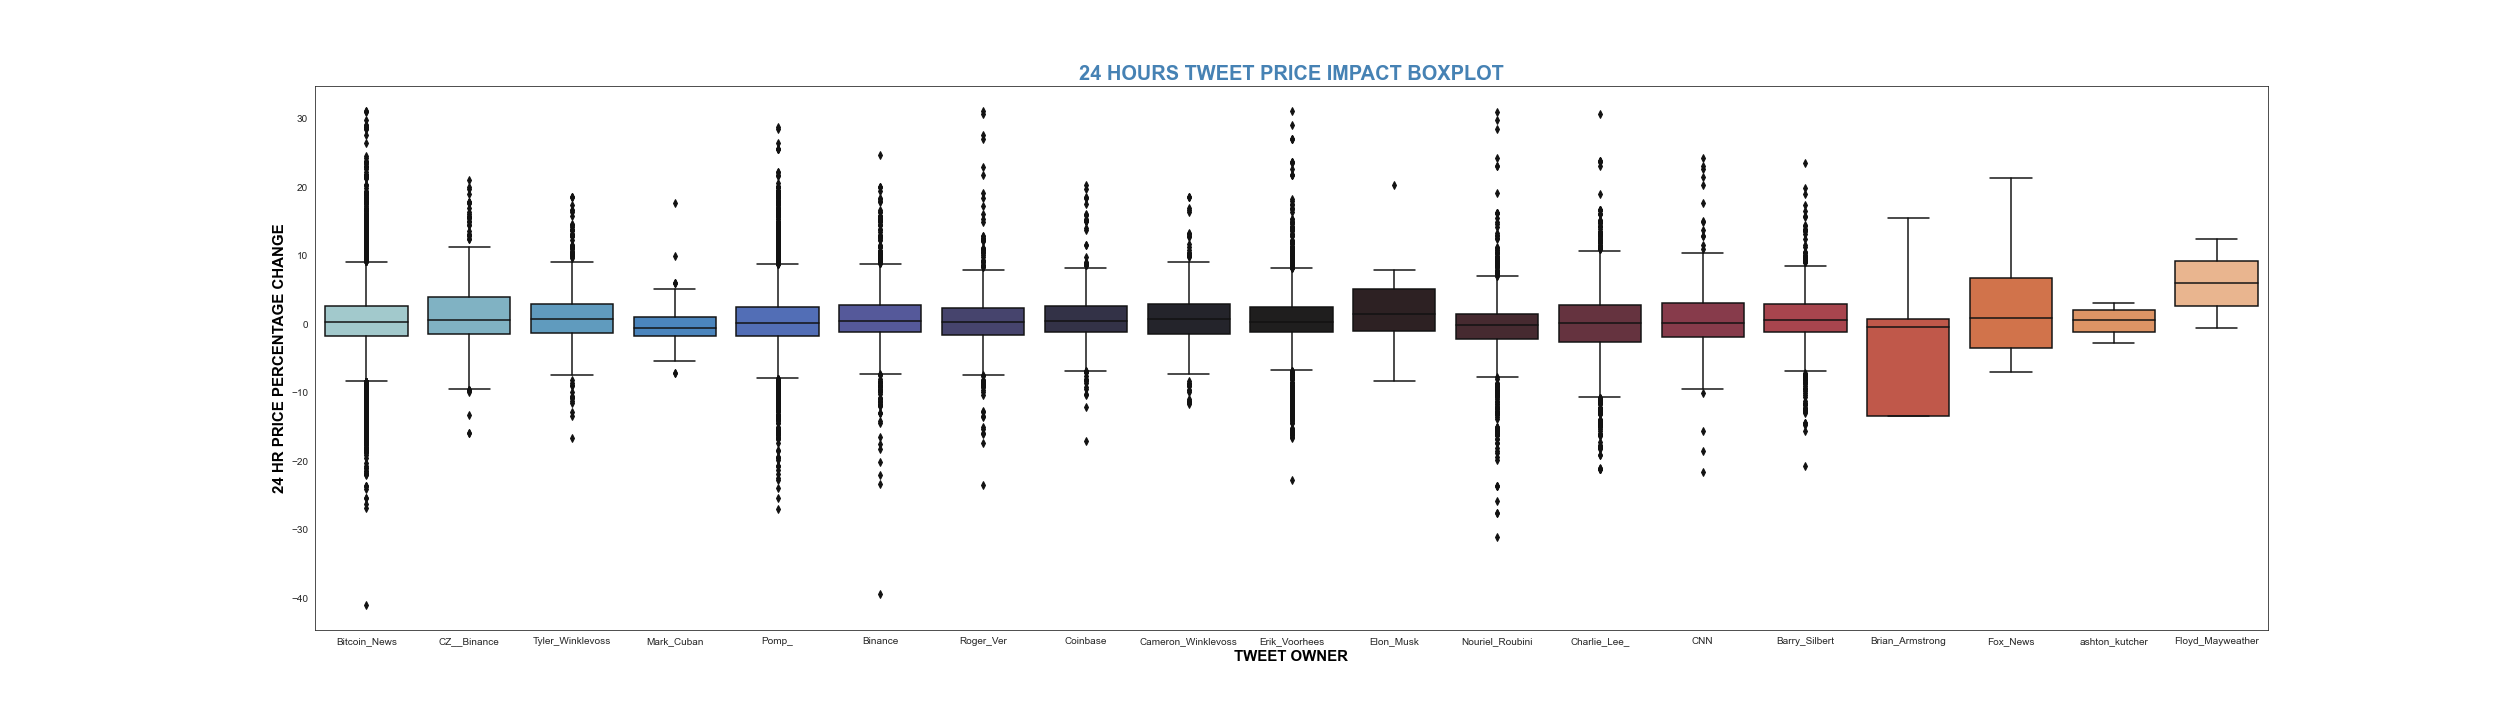 24 HOURS TWEET PRICE IMPACT BOXPLOT
24 HR PRICE PERCENTAGE CHANGE
30
20
10
0
−10
−20
−30
−40
Bitcoin_News CZ__Binance Tyler_Winklevoss Mark_Cuban Pomp_ Binance Roger_Ver Coinbase Cameron_Winklevoss Erik_Voorhees Elon_Musk Nouriel_Roubini Charlie_Lee_ CNN Barry_Silbert Brian_Armstrong Fox_News ashton_kutcher Floyd_Mayweather
TWEET OWNER